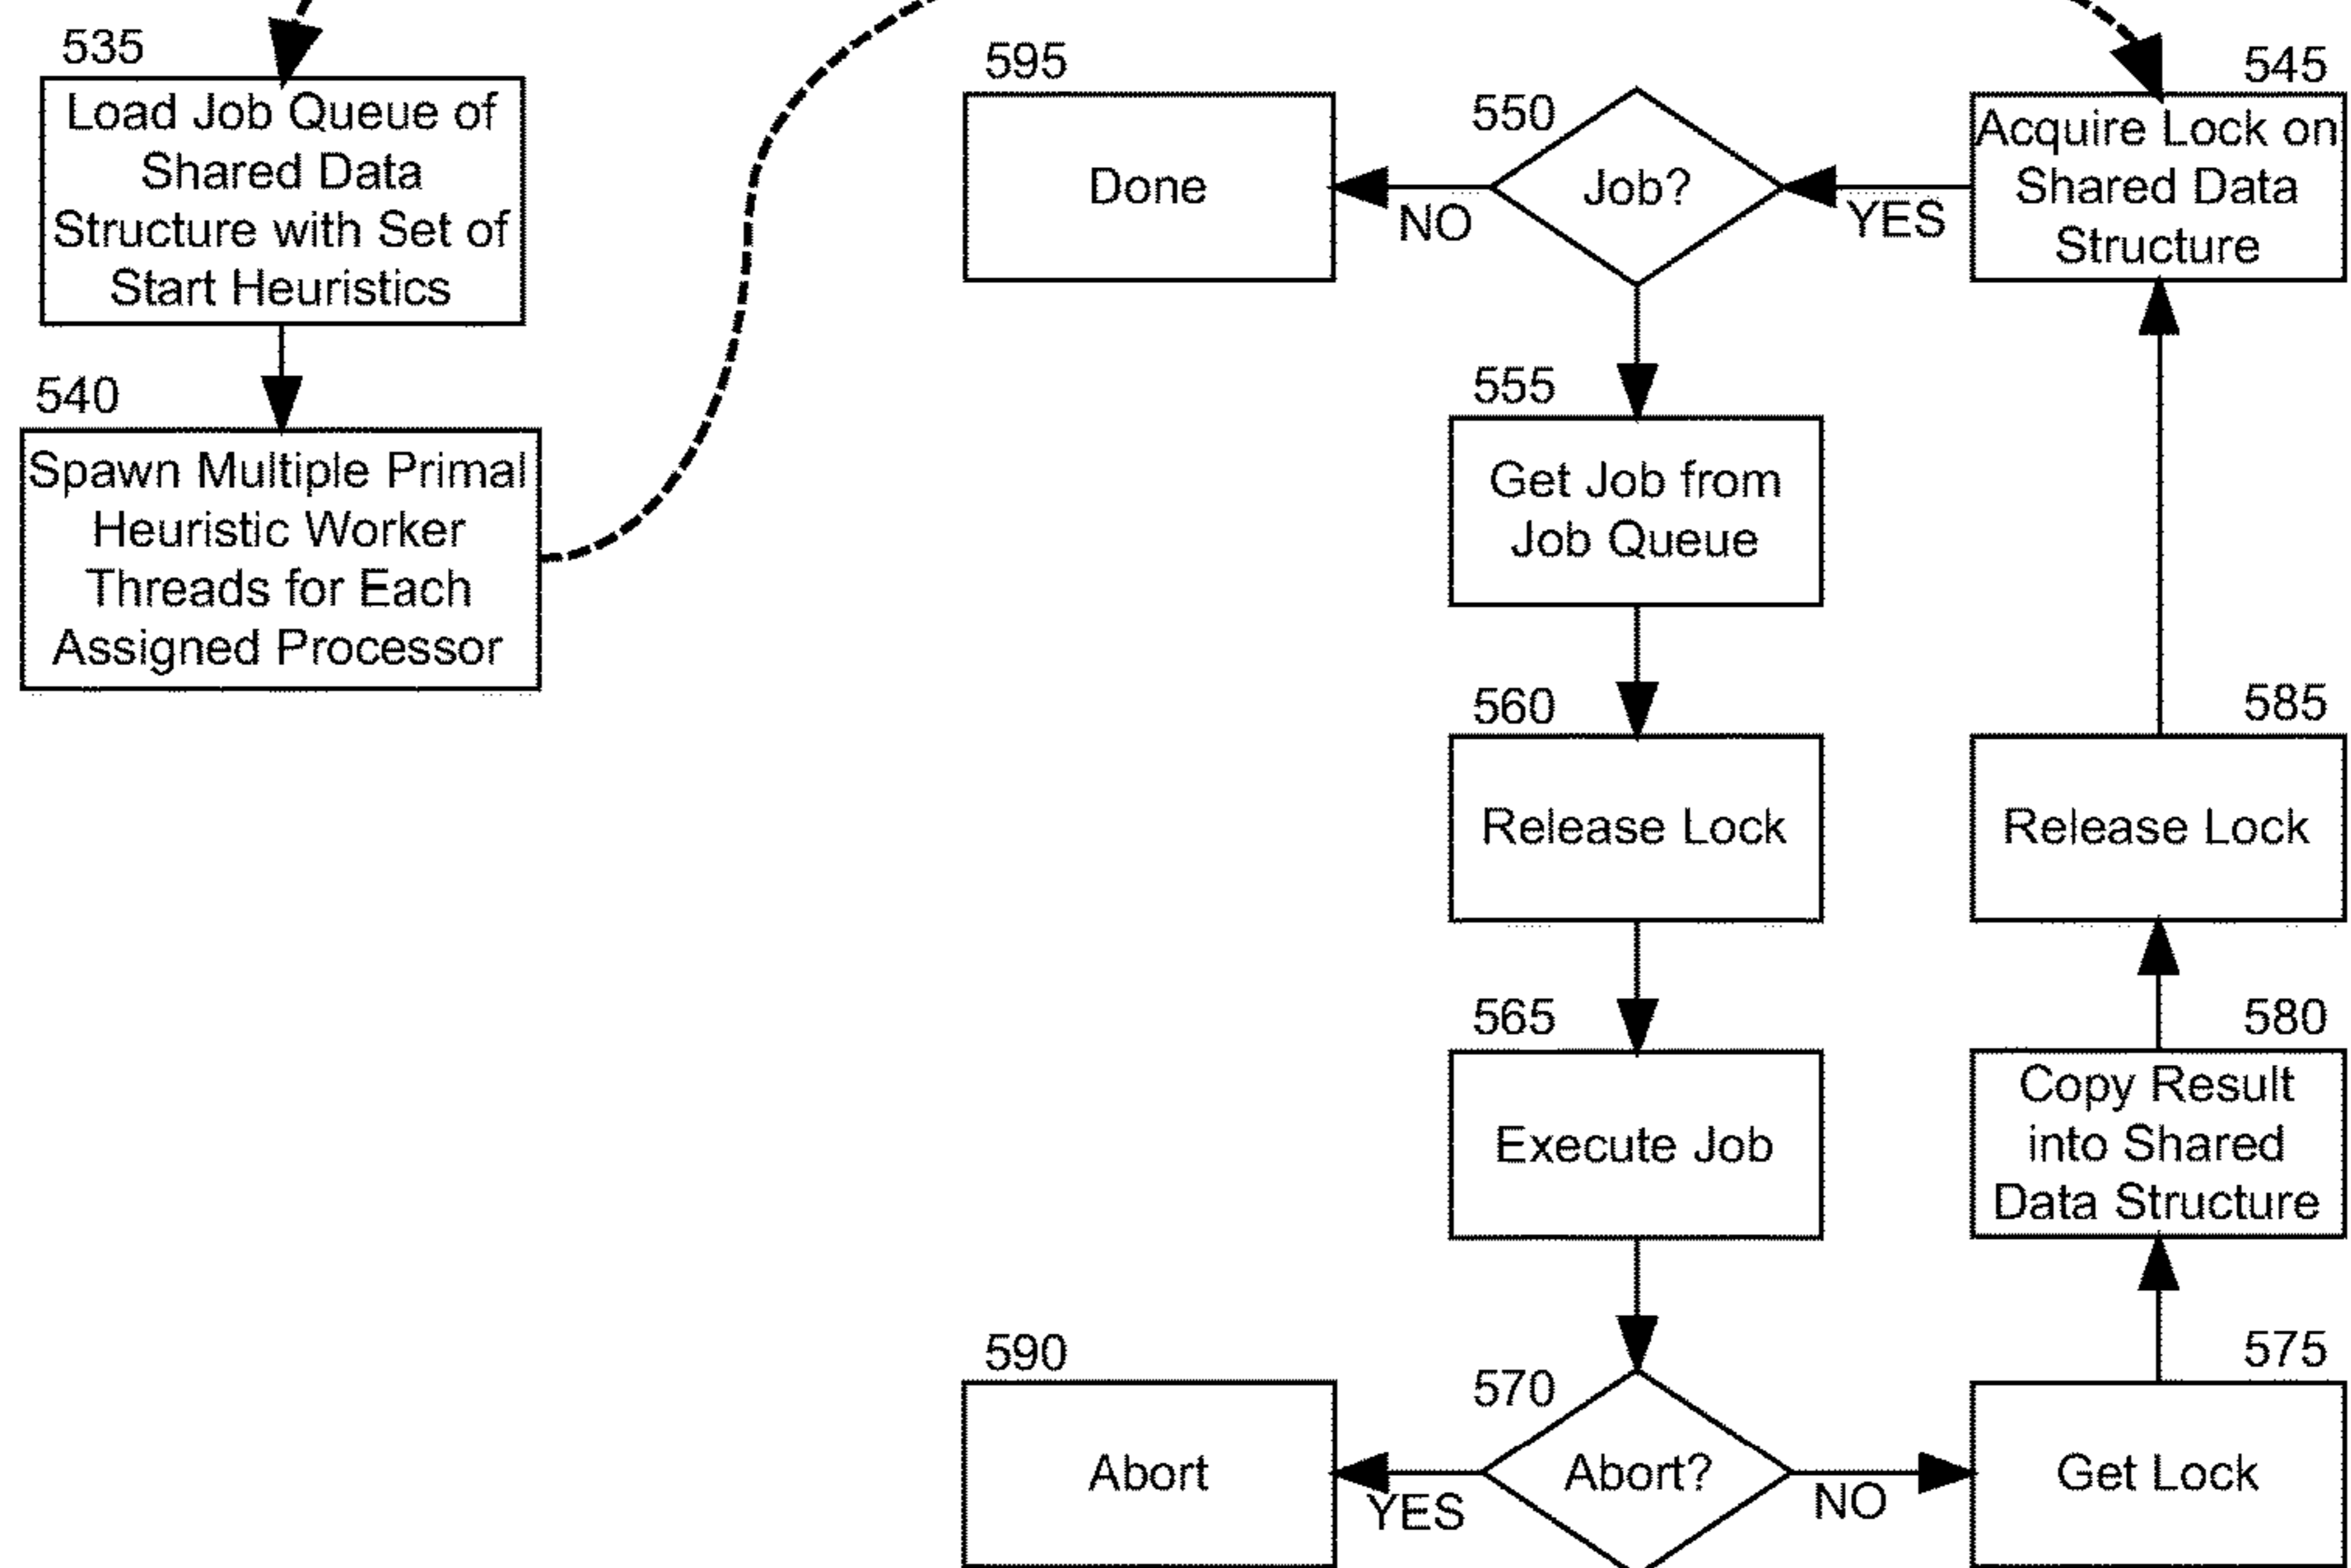 535
Load Job Queue of
Shared Data
Structure with Set of
Start Heuristics
540
Spawn Multiple Primal
Heuristic Worker
Threads for Each
Assigned Processor
595
Done
NO
550
Job?
YES
545
Acquire Lock on
Shared Data
Structure
555
Get Job from
Job Queue
560
Release Lock
565
Execute Job
570
Abort?
YES
590
Abort
NO
575
Get Lock
580
Copy Result
into Shared
Data Structure
585
Release Lock